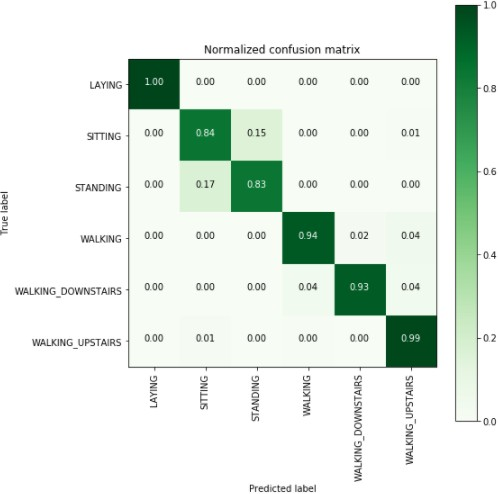 Normalized confusion matrix
1.0
0.8
0.6
0.4
0.2
0.0
True label
LAYING 1.00 0.00 0.00 0.00 0.00 0.00
SITTING 0.00 0.84 0.15 0.00 0.00 0.01
STANDING 0.00 0.17 0.83 0.00 0.00 0.00
WALKING 0.00 0.00 0.00 0.94 0.02 0.04
WALKING_DOWNSTAIRS 0.00 0.00 0.00 0.04 0.93 0.04
WALKING_UPSTAIRS 0.00 0.01 0.00 0.00 0.00 0.99
LAYING
SITTING
STANDING
WALKING
WALKING_DOWNSTAIRS
WALKING_UPSTAIRS
Predicted label